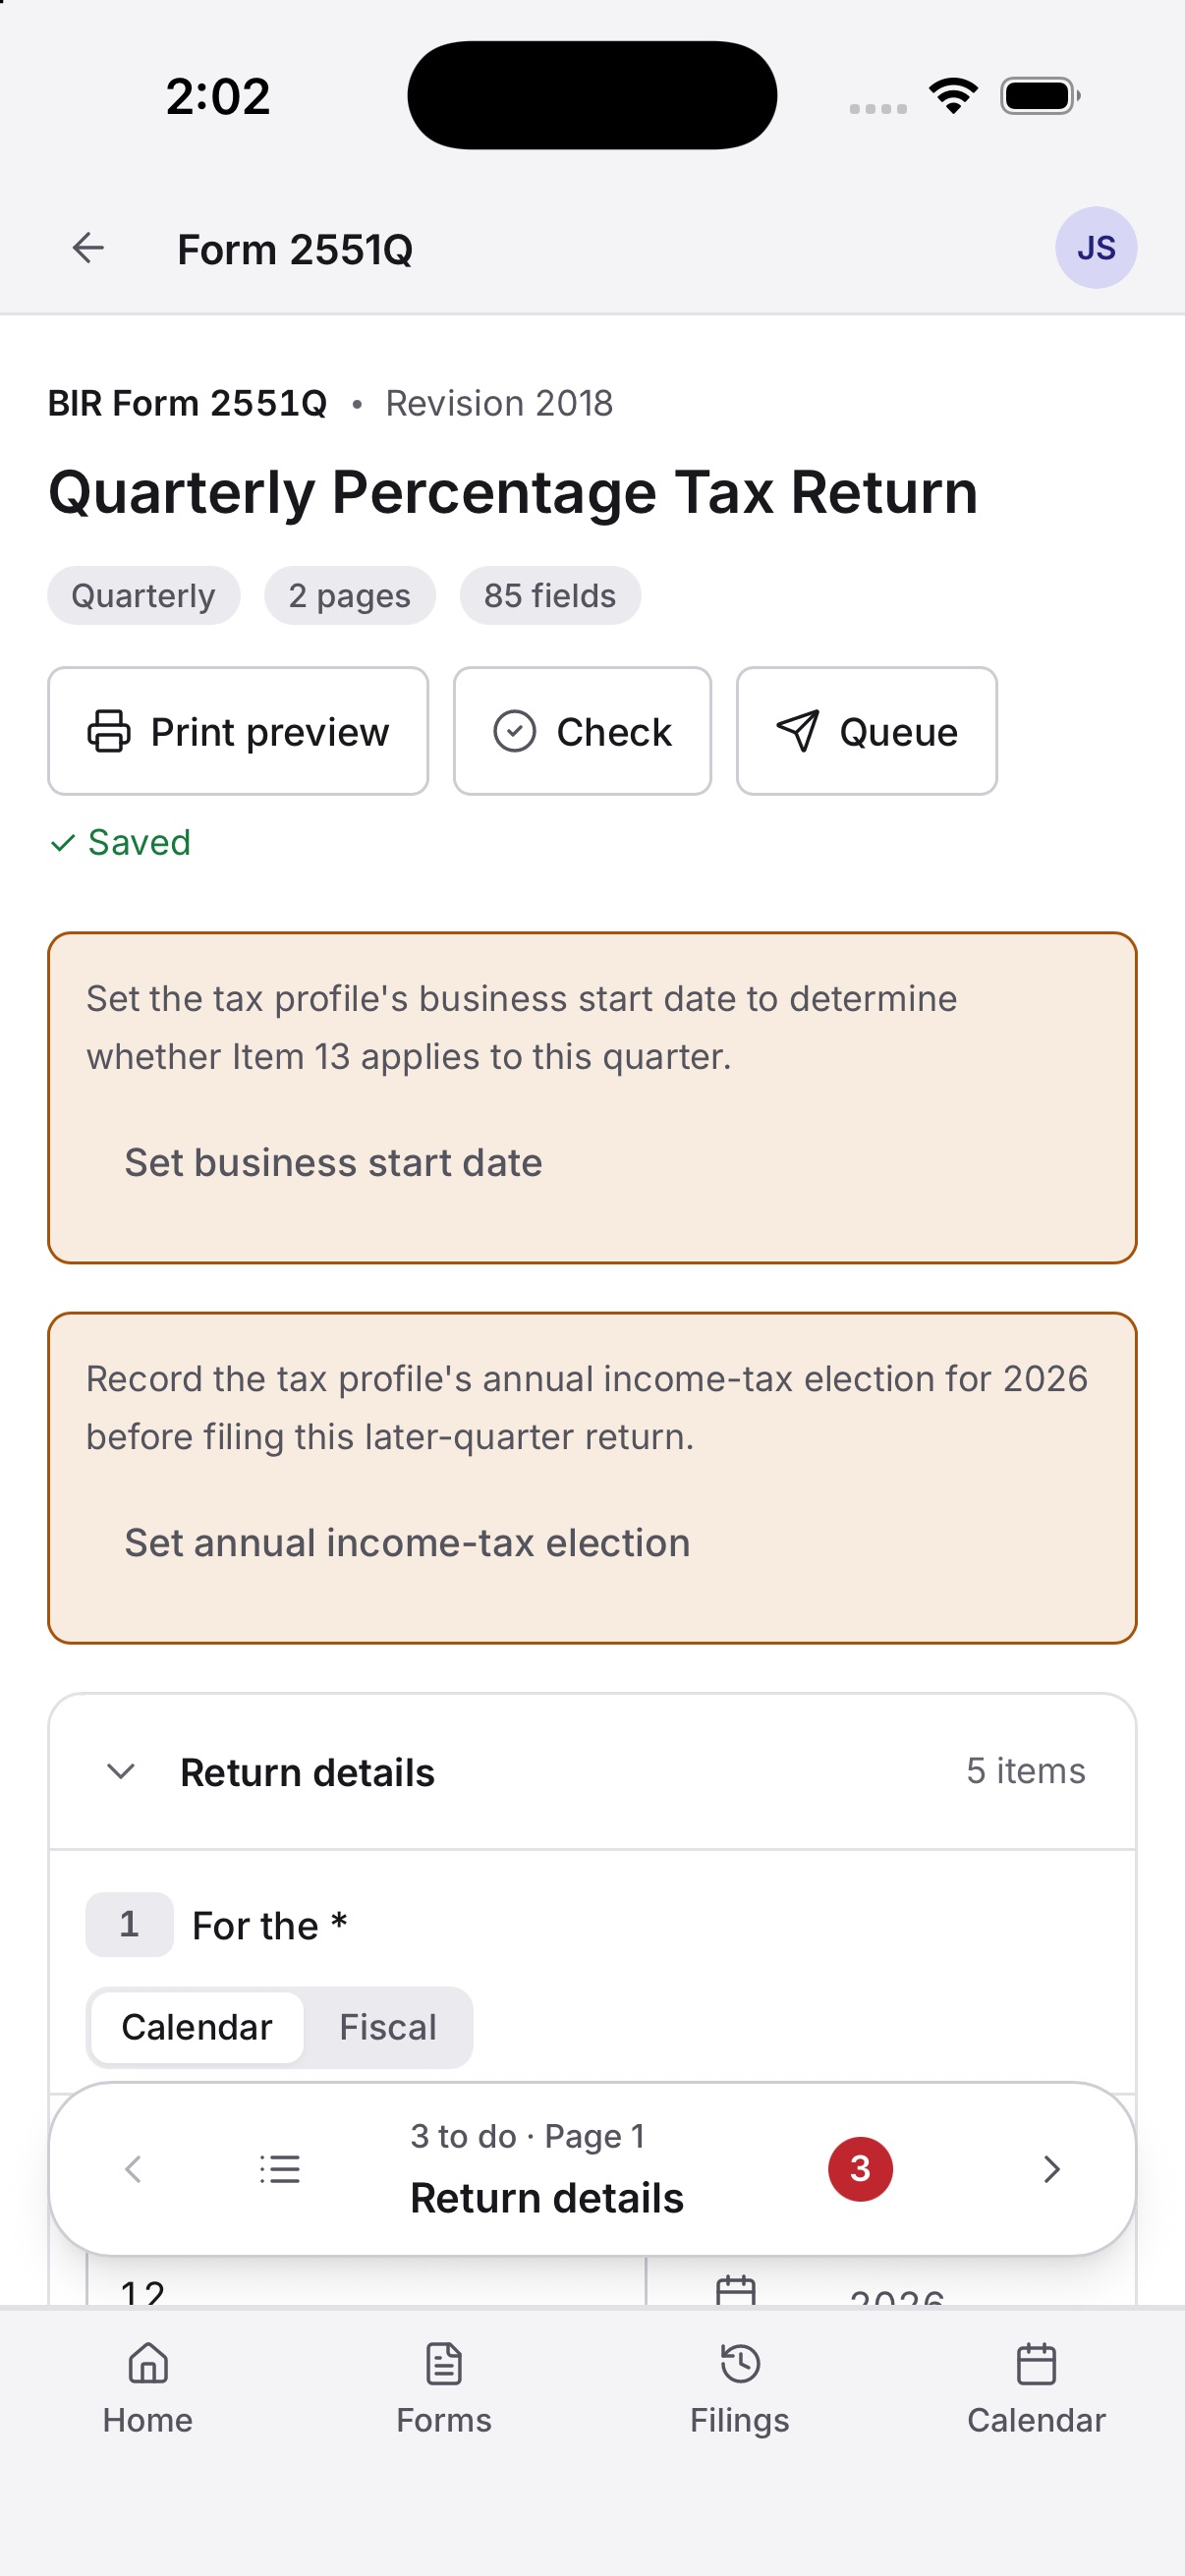 2:02
Form 2551Q
JS
BIR Form 2551Q • Revision 2018
Quarterly Percentage Tax Return
Quarterly
2 pages
85 fields
Print preview
Check
Queue
Saved
Set the tax profile's business start date to determine
whether Item 13 applies to this quarter.
Set business start date
Record the tax profile's annual income-tax election for 2026
before filing this later-quarter return.
Set annual income-tax election
Return details
5 items
1 For the *
Calendar
Fiscal
3 to do · Page 1
Return details
3
12
2026
Home
Forms
Filings
Calendar